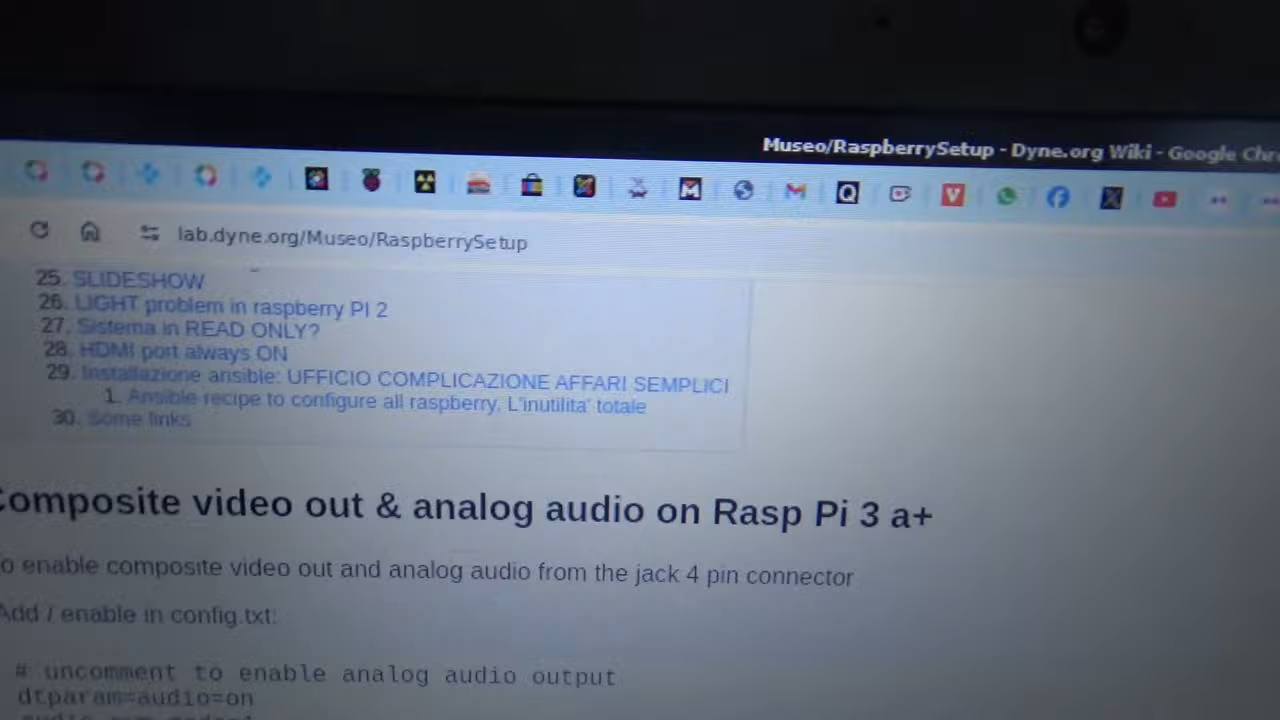 Museo/RaspberrySetup - Dyne.org Wiki - Google Chr
lab.dyne.org/Museo/RaspberrySetup
25. SLIDESHOW
26. LIGHT problem in raspberry PI 2
27. Sistema in READ ONLY?
28. HDMI port always ON
29. Installazione ansible: UFFICIO COMPLICAZIONE AFFARI SEMPLICI
1. Ansible recipe to configure all raspberry. L'inutilita' totale
30. Some links
Composite video out & analog audio on Rasp Pi 3 a+
o enable composite video out and analog audio from the jack 4 pin connector
Add / enable in config.txt:
# uncomment to enable analog audio output
dtparam=audio=on